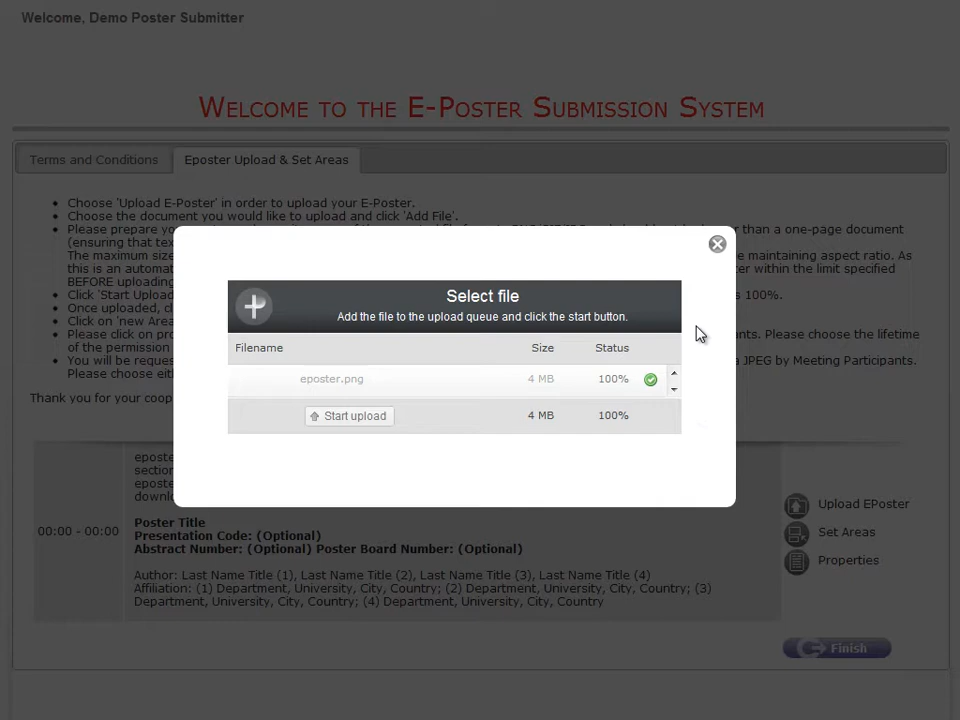 Welcome, Demo Poster Submitter
Welcome to the E-Poster Submission System
Terms and Conditions
Eposter Upload & Set Areas
Choose 'Upload E-Poster' in order to upload your E-Poster.
Choose the document you would like to upload and click 'Add File'.
Please prepare you
than a one-page document
(ensuring that tex
The maximum size
e maintaining aspect ratio. As
this is an automat
ter within the limit specified
BEFORE uploading
Click 'Start Upload
s 100%.
Once uploaded, c
Click on 'new Area
Please click on pro
nts. Please choose the lifetime
of the permission
You will be reques
a JPEG by Meeting Participants.
Please choose eit
Thank you for your coop
Select file
Add the file to the upload queue and click the start button.
Filename Size Status
eposter.png 4 MB 100%
Start upload 4 MB 100%
epost
section
epost
downl
00:00 - 00:00
Poster Title
Presentation Code: (Optional)
Abstract Number: (Optional) Poster Board Number: (Optional)
Author: Last Name Title (1), Last Name Title (2), Last Name Title (3), Last Name Title (4)
Affiliation: (1) Department, University, City, Country; (2) Department, University, City, Country; (3)
Department, University, City, Country; (4) Department, University, City, Country
Upload EPoster
Set Areas
Properties
Finish